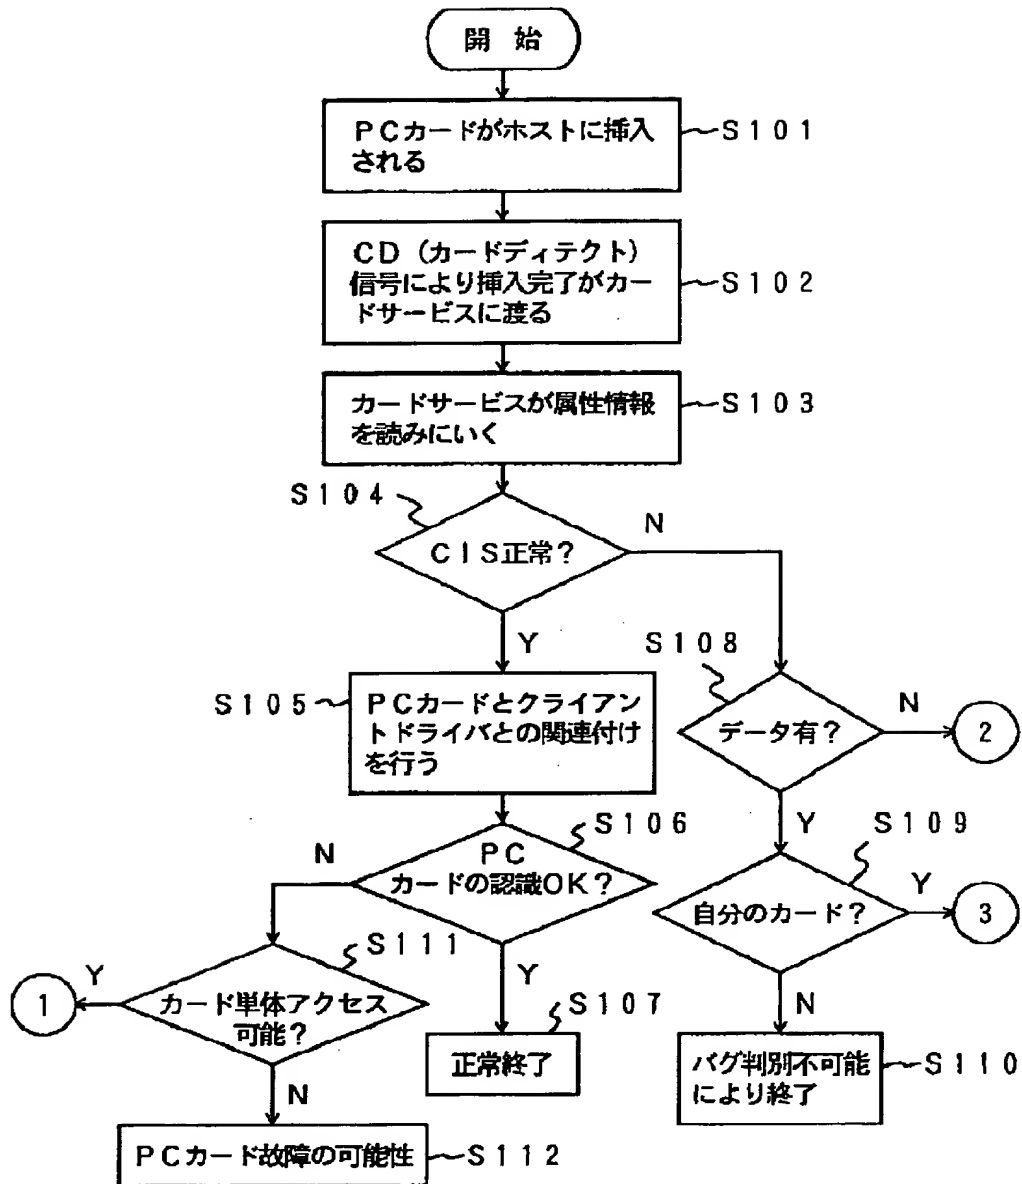 開 始
PCカードがホストに挿入
される
S101
CD(カードディテクト)
信号により挿入完了がカー
ドサービスに渡る
S102
カードサービスが属性情報
を読みにいく
S103
S104
CIS正常?
N
Y
S105
PCカードとクライアン
トドライバとの関連付け
を行う
S108
データ有?
N
2
Y
S106
PC
カードの認識OK?
N
Y
S109
自分のカード?
Y
3
N
S111
カード単体アクセス
可能?
Y
1
N
S107
正常終了
バグ判別不可能
により終了
S110
PCカード故障の可能性
S112